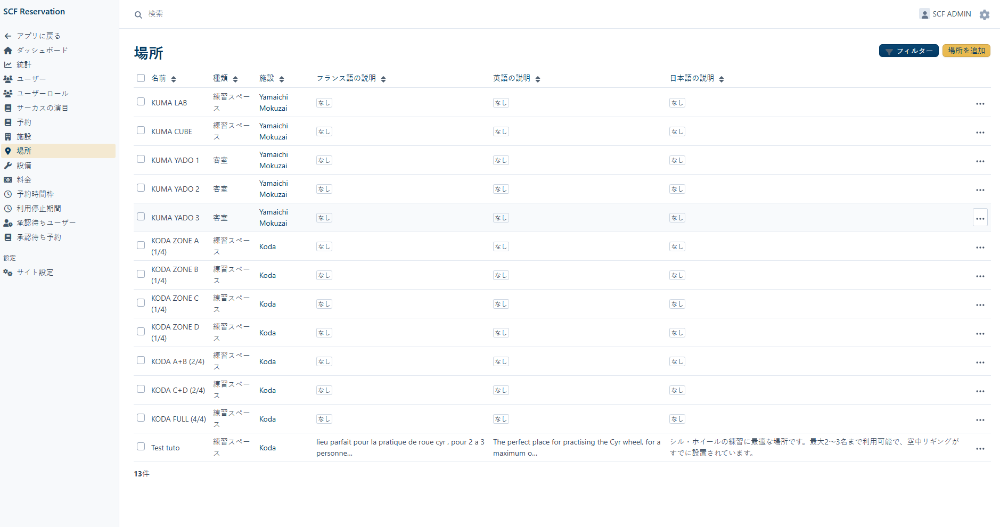 SCF Reservation
検索
SCF ADMIN
アプリに戻る
ダッシュボード
統計
ユーザー
ユーザーロール
サーカスの演目
予約
施設
場所
設備
料金
予約時間枠
利用停止期間
承認待ちユーザー
承認待ち予約
設定
サイト設定
場所
フィルター
場所を追加
名前 種類 施設 フランス語の説明 英語の説明 日本語の説明
KUMA LAB 練習スペー Yamaichi なし なし なし
ス Mokuzai
KUMA CUBE 練習スペー Yamaichi なし なし なし
ス Mokuzai
KUMA YADO 1 客室 Yamaichi なし なし なし
Mokuzai
KUMA YADO 2 客室 Yamaichi なし なし なし
Mokuzai
KUMA YADO 3 客室 Yamaichi なし なし なし
Mokuzai
KODA ZONE A 練習スペー Koda なし なし なし
(1/4) ス
KODA ZONE B 練習スペー Koda なし なし なし
(1/4) ス
KODA ZONE C 練習スペー Koda なし なし なし
(1/4) ス
KODA ZONE D 練習スペー Koda なし なし なし
(1/4) ス
KODA A+B (2/4) 練習スペー Koda なし なし なし
ス
KODA C+D (2/4) 練習スペー Koda なし なし なし
ス
KODA FULL (4/4) 練習スペー Koda なし なし なし
ス
Test tuto 練習スペー Koda lieu parfait pour la pratique de roue cyr , pour 2 a 3 The perfect place for practising the Cyr wheel, for a シル・ホイールの練習に最適な場所です。最大2〜3名まで利用可能で、空中リギングが
ス personne... maximum o... すでに設置されています。
13件